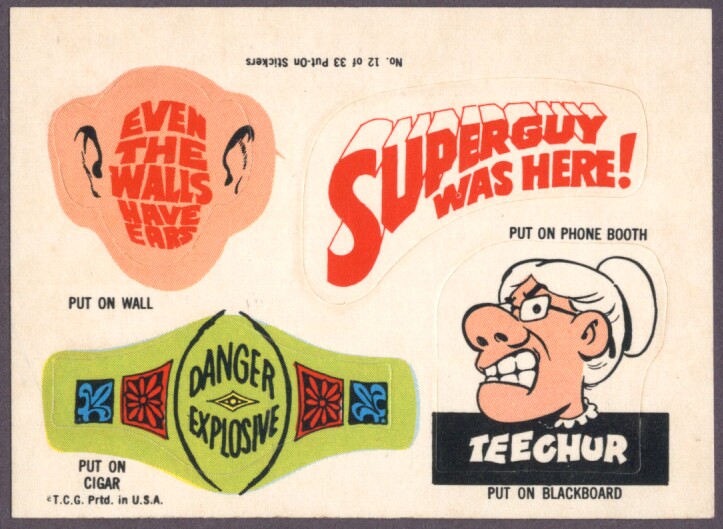 No. 12 of 33 Put-On Stickers
EVEN
THE
WALLS
HAVE
EARS
PUT ON WALL
SUPERGUY
WAS HERE!
PUT ON PHONE BOOTH
DANGER
EXPLOSIVE
PUT ON
CIGAR
©T.C.G. Prtd. in U.S.A.
TEECHUR
PUT ON BLACKBOARD